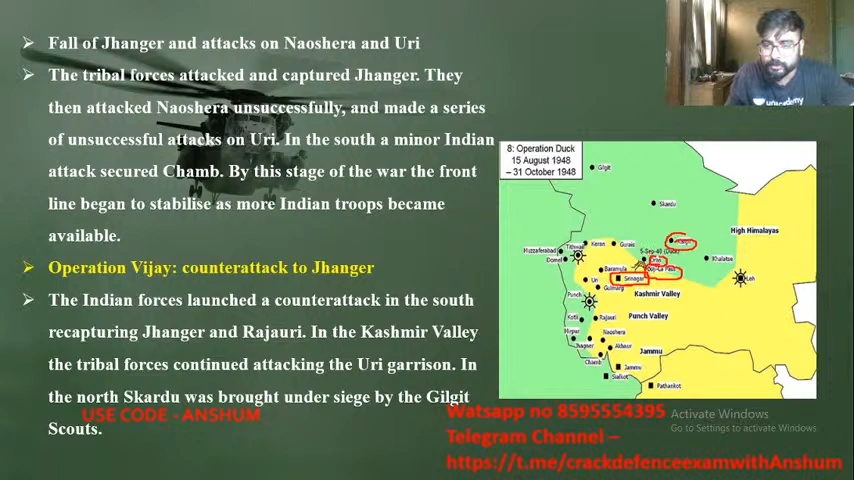 Fall of Jhanger and attacks on Naoshera and Uri
The tribal forces attacked and captured Jhanger. They
then attacked Naoshera unsuccessfully, and made a series
of unsuccessful attacks on Uri. In the south a minor Indian
attack secured Chamb. By this stage of the war the front
line began to stabilise as more Indian troops became
available.
Operation Vijay: counterattack to Jhanger
The Indian forces launched a counterattack in the south
recapturing Jhanger and Rajauri. In the Kashmir Valley
the tribal forces continued attacking the Uri garrison. In
the north Skardu was brought under siege by the Gilgit
Scouts.
USE CODE - ANSHUM
unacademy
8: Operation Duck
15 August 1948
– 31 October 1948
Gilgit
Skardu
High Himalayas
Tithwal
Keran
Gurais
5-Sep-48 (Duck)
Muzzafarabad
Domel
Khalatse
Baramula
Leh
Uri
Srinagar
Gulmarg
Kashmir Valley
Punch
Punch Valley
Kotli
Rajauri
Mirpur
Naoshera
Jhagner
Akhnur
Jammu
Chamb
Jammu
Sialkot
Pathankot
Watsapp no 8595554395
Telegram Channel –
https://t.me/crackdefenceexamwithAnshum
Activate Windows
Go to Settings to activate Windows.